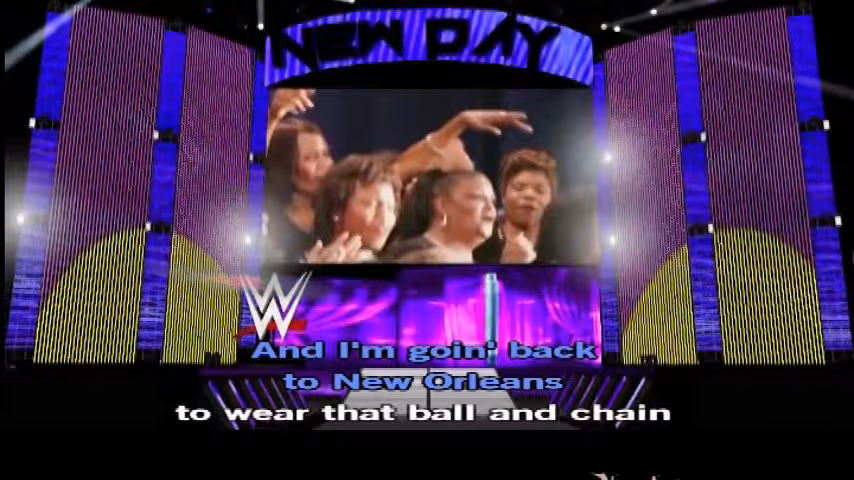 NEW DAY
W
And I'm goin' back
to New Orleans
to wear that ball and chain